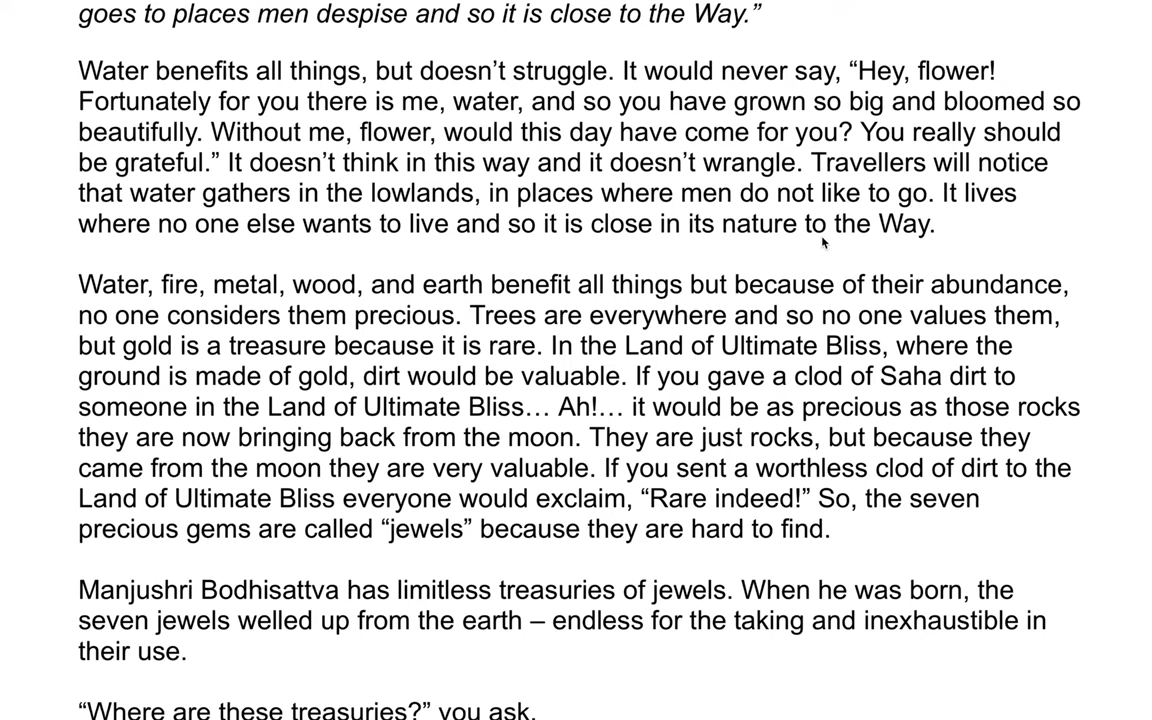 goes to places men despise and so it is close to the Way.”
Water benefits all things, but doesn’t struggle. It would never say, “Hey, flower!
Fortunately for you there is me, water, and so you have grown so big and bloomed so
beautifully. Without me, flower, would this day have come for you? You really should
be grateful.” It doesn’t think in this way and it doesn’t wrangle. Travellers will notice
that water gathers in the lowlands, in places where men do not like to go. It lives
where no one else wants to live and so it is close in its nature to the Way.
Water, fire, metal, wood, and earth benefit all things but because of their abundance,
no one considers them precious. Trees are everywhere and so no one values them,
but gold is a treasure because it is rare. In the Land of Ultimate Bliss, where the
ground is made of gold, dirt would be valuable. If you gave a clod of Saha dirt to
someone in the Land of Ultimate Bliss… Ah!… it would be as precious as those rocks
they are now bringing back from the moon. They are just rocks, but because they
came from the moon they are very valuable. If you sent a worthless clod of dirt to the
Land of Ultimate Bliss everyone would exclaim, “Rare indeed!” So, the seven
precious gems are called “jewels” because they are hard to find.
Manjushri Bodhisattva has limitless treasuries of jewels. When he was born, the
seven jewels welled up from the earth – endless for the taking and inexhaustible in
their use.
“Where are these treasuries?” you ask.